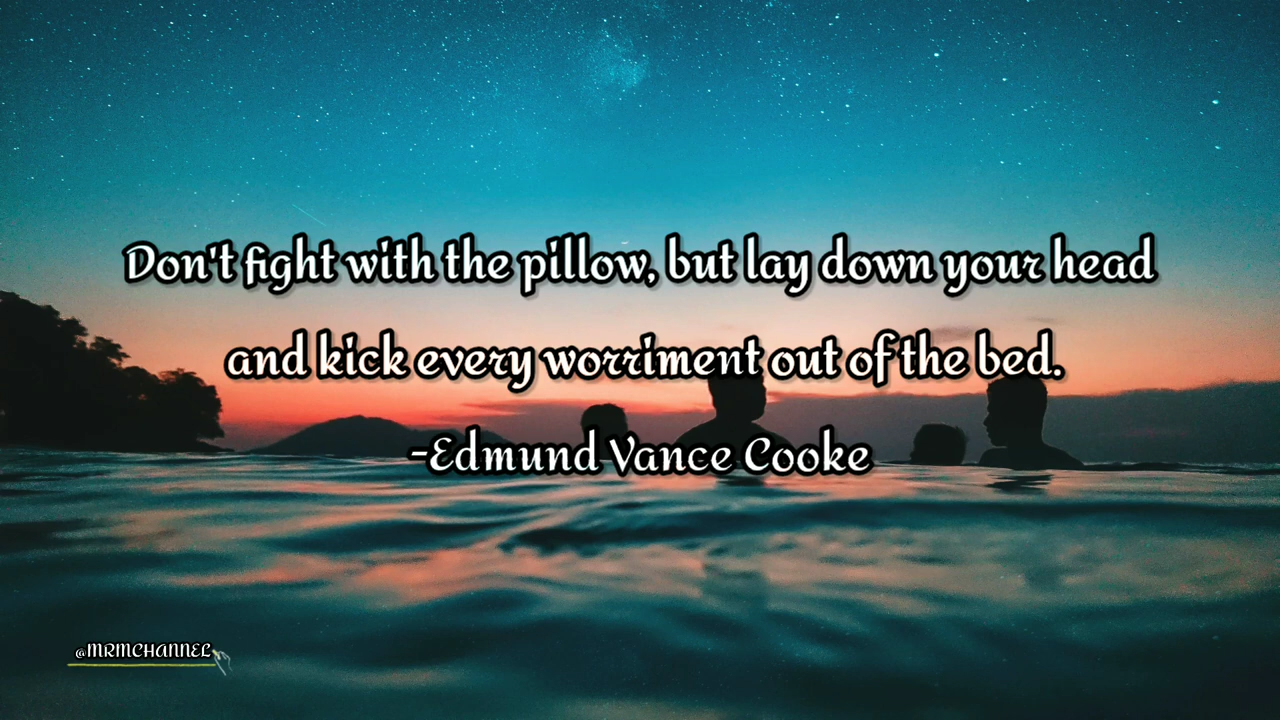 Don't fight with the pillow, but lay down your head
and kick every worriment out of the bed.
-Edmund Vance Cooke
@MRMCHANNEL